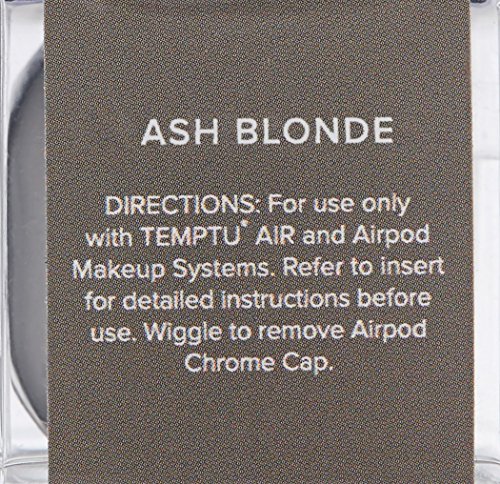 ASH BLONDE
DIRECTIONS: For use only
with TEMPTU® AIR and Airpod
Makeup Systems. Refer to insert
for detailed instructions before
use. Wiggle to remove Airpod
Chrome Cap.